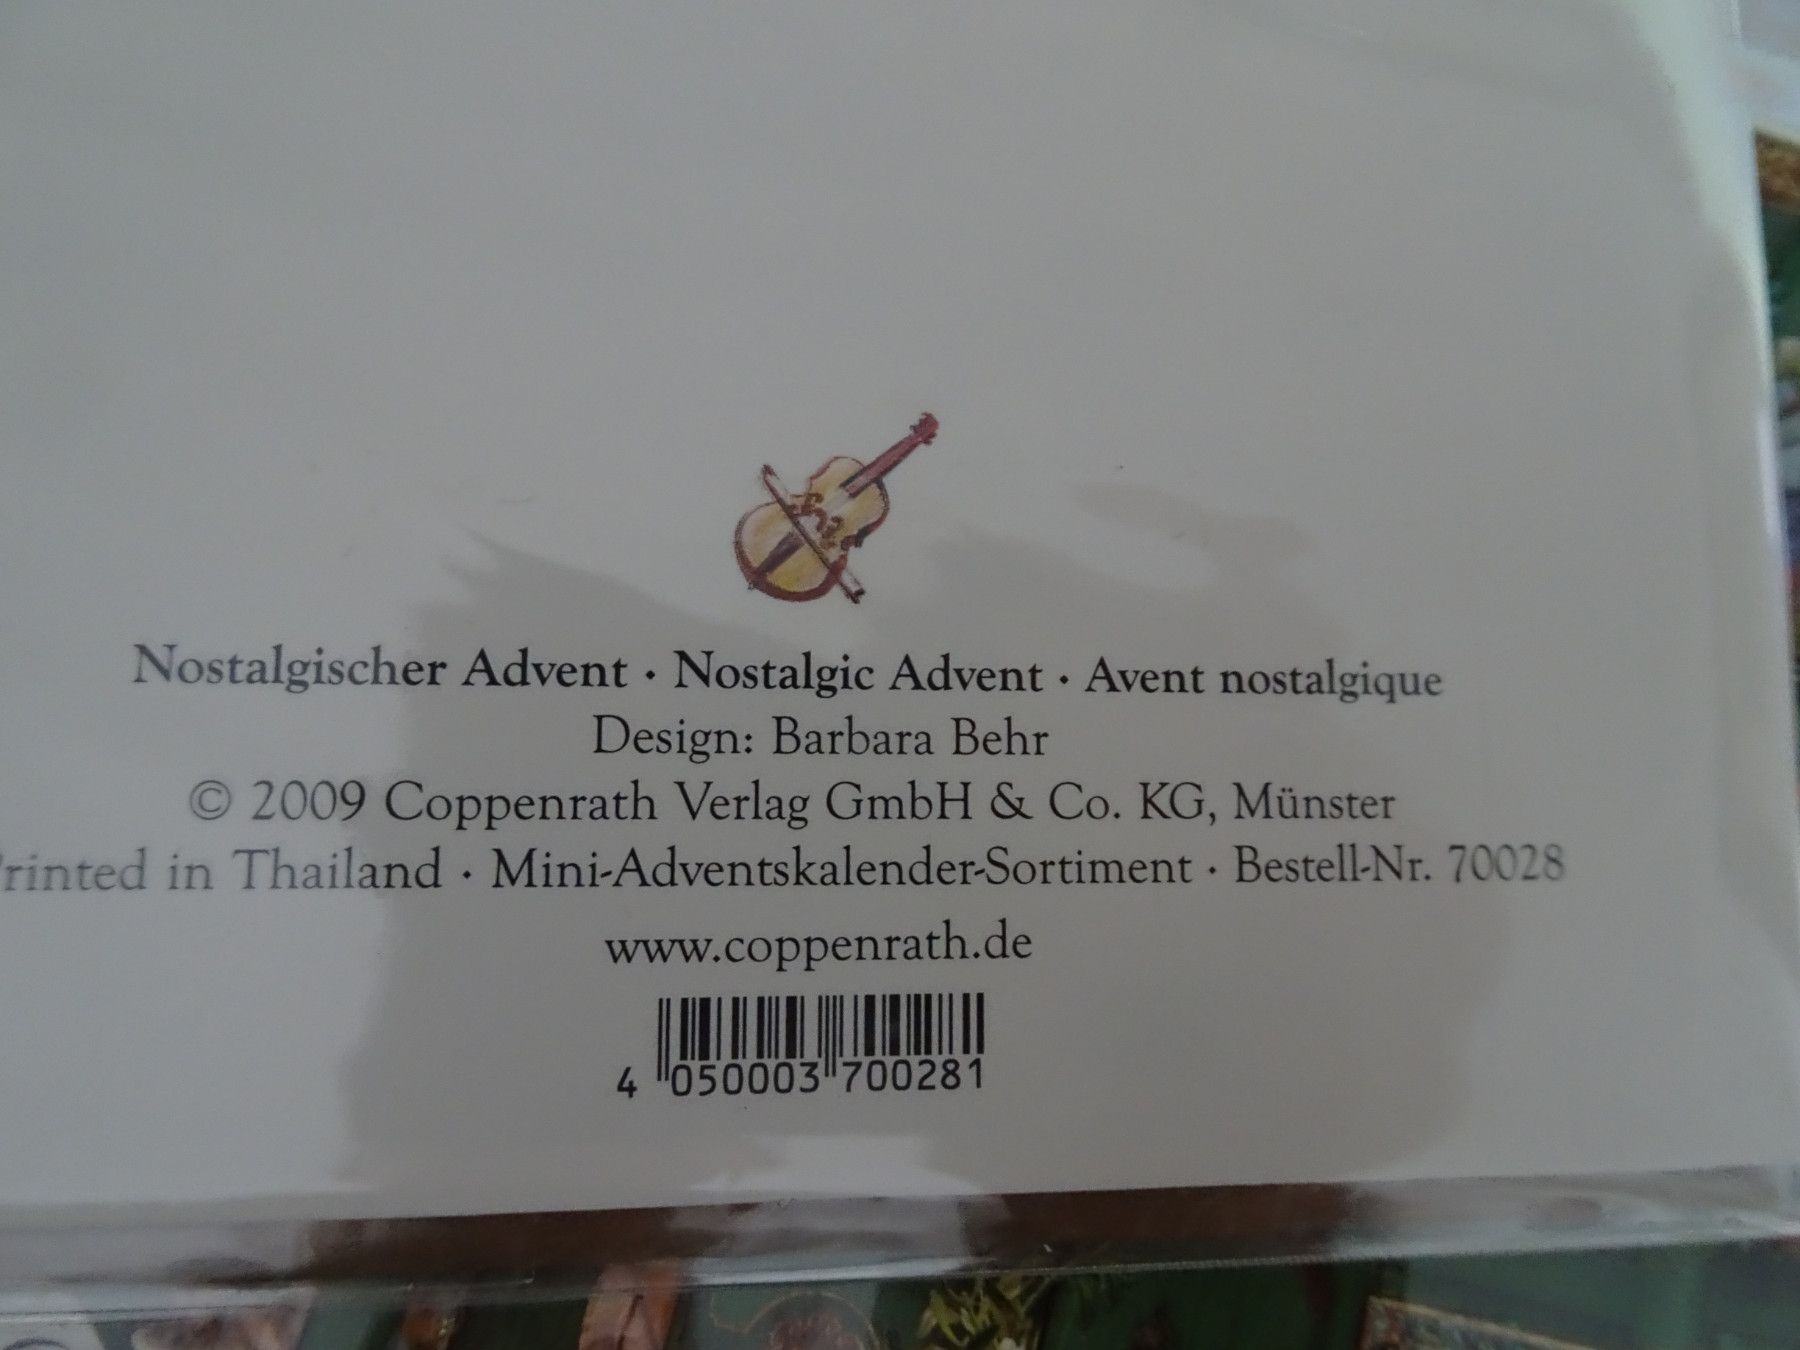 Nostalgischer Advent · Nostalgic Advent · Avent nostalgique
Design: Barbara Behr
© 2009 Coppenrath Verlag GmbH & Co. KG, Münster
Printed in Thailand · Mini-Adventskalender-Sortiment · Bestell-Nr. 70028
www.coppenrath.de
4 050003 700281